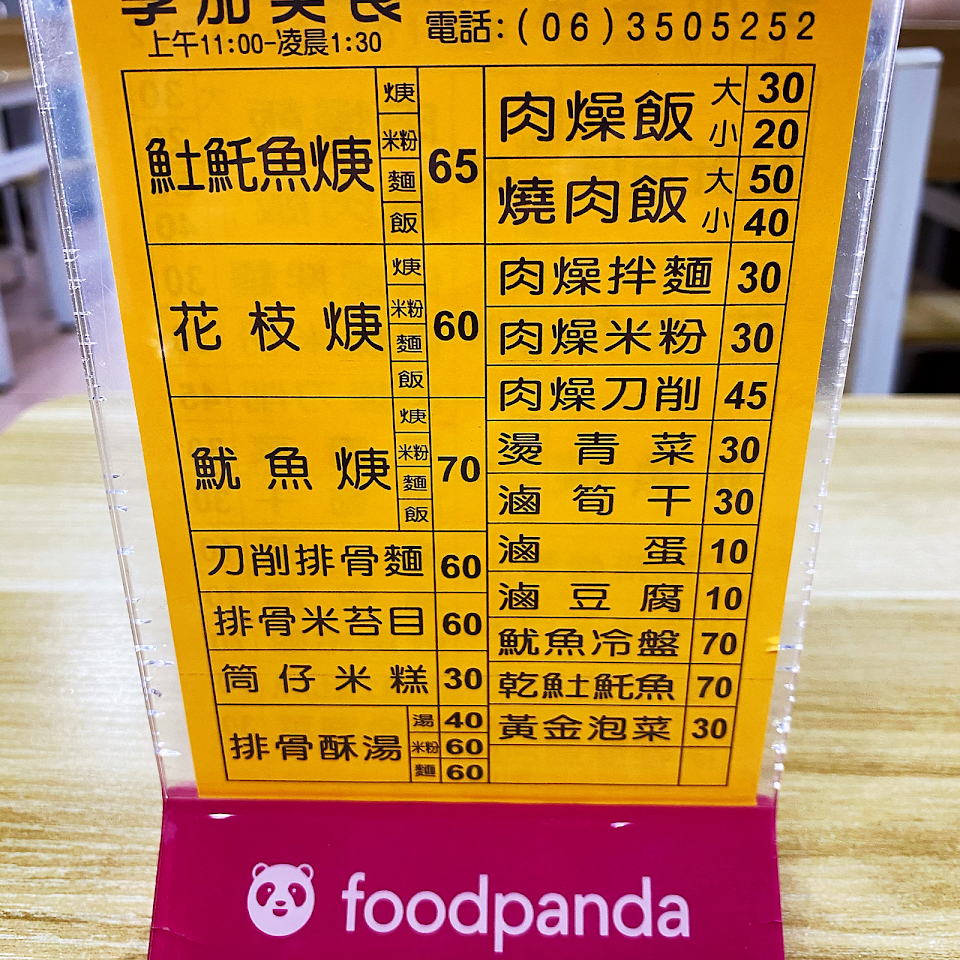 上午11:00-凌晨1:30
電話:(06)3505252
魠魚焿 焿 米粉 麵 飯 65
花枝焿 焿 米粉 麵 飯 60
魷魚焿 焿 米粉 麵 飯 70
刀削排骨麵 60
排骨米苔目 60
筒仔米糕 30
排骨酥湯 湯 40
米粉 60
麵 60
肉燥飯 大 30
小 20
燒肉飯 大 50
小 40
肉燥拌麵 30
肉燥米粉 30
肉燥刀削 45
燙青菜 30
滷筍干 30
滷蛋 10
滷豆腐 10
魷魚冷盤 70
乾魠魚 70
黃金泡菜 30
foodpanda